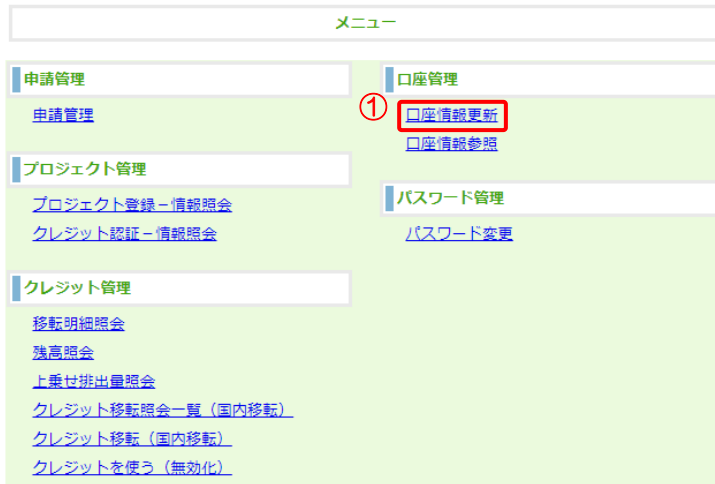 メニュー
申請管理
申請管理
プロジェクト管理
プロジェクト登録－情報照会
クレジット認証－情報照会
クレジット管理
移転明細照会
残高照会
上乗せ排出量照会
クレジット移転照会一覧（国内移転）
クレジット移転（国内移転）
クレジットを使う（無効化）
口座管理
① 口座情報更新
口座情報参照
パスワード管理
パスワード変更